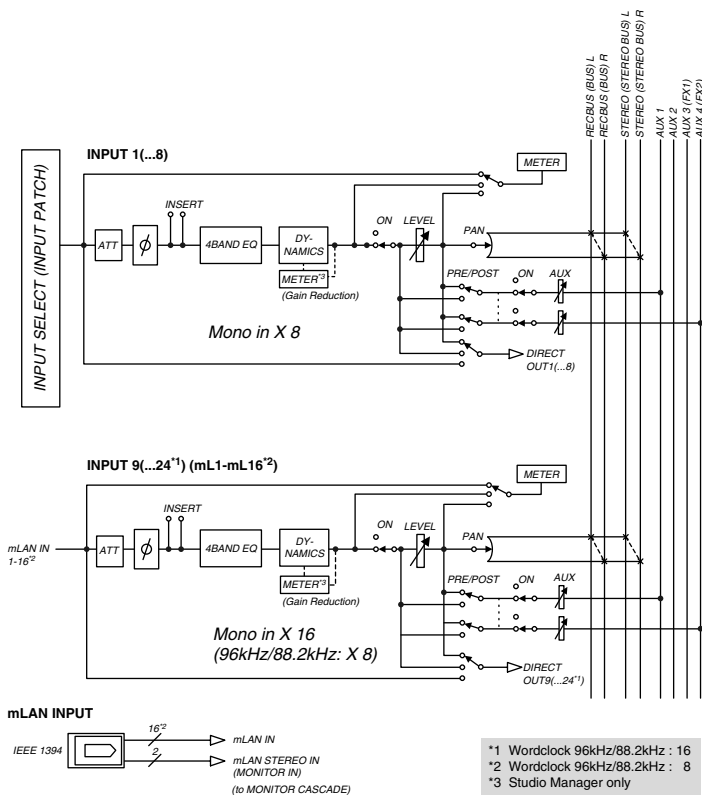 RECBUS (BUS) L
RECBUS (BUS) R
STEREO (STEREO BUS) L
STEREO (STEREO BUS) R
AUX 1
AUX 2
AUX 3 (FX1)
AUX 4 (FX2)
INPUT SELECT (INPUT PATCH)
INPUT 1(...8)
METER
INSERT
ON
LEVEL
PAN
ATT
ϕ
4BAND EQ
DY-
NAMICS
METER*3
(Gain Reduction)
PRE/POST
ON
AUX
Mono in X 8
DIRECT
OUT1(...8)
INPUT 9(...24*1) (mL1-mL16*2)
METER
INSERT
ON
LEVEL
PAN
mLAN IN
1-16*2
ATT
ϕ
4BAND EQ
DY-
NAMICS
METER*3
(Gain Reduction)
PRE/POST
ON
AUX
Mono in X 16
(96kHz/88.2kHz: X 8)
DIRECT
OUT9(...24*1)
mLAN INPUT
IEEE 1394
16*2
mLAN IN
2
mLAN STEREO IN
(MONITOR IN)
(to MONITOR CASCADE)
*1 Wordclock 96kHz/88.2kHz : 16
*2 Wordclock 96kHz/88.2kHz : 8
*3 Studio Manager only